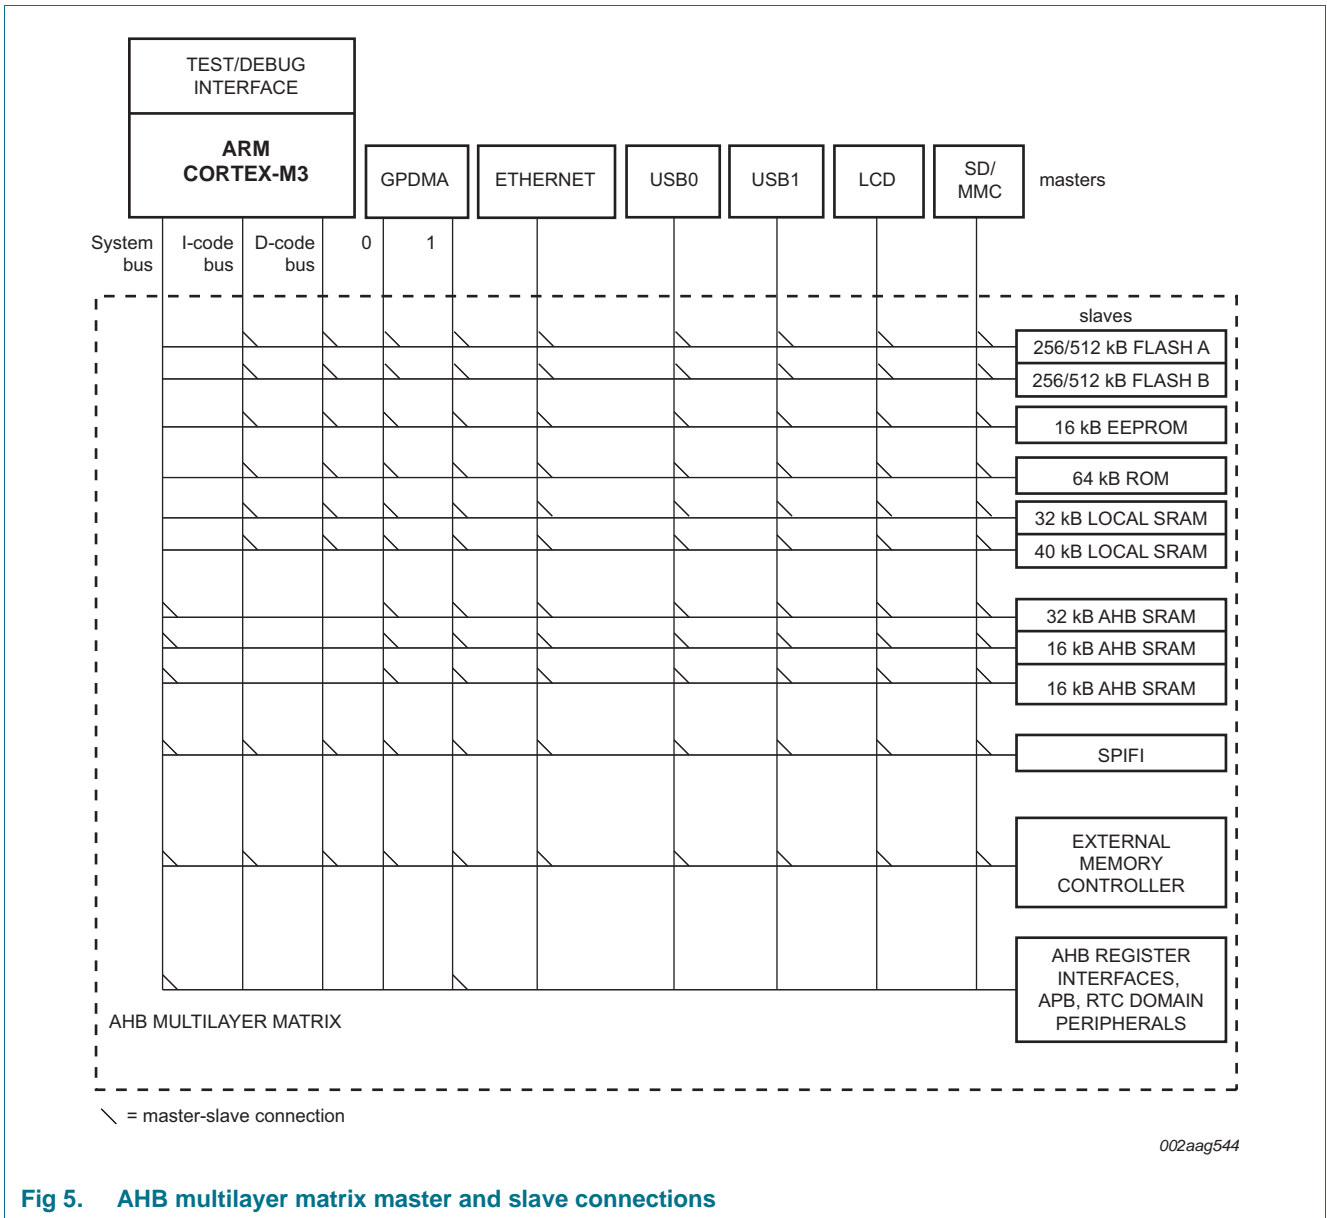 TEST/DEBUG
INTERFACE
ARM
CORTEX-M3
GPDMA
ETHERNET
USB0
USB1
LCD
SD/
MMC
masters
System
bus
I-code
bus
D-code
bus
0
1
slaves
256/512 kB FLASH A
256/512 kB FLASH B
16 kB EEPROM
64 kB ROM
32 kB LOCAL SRAM
40 kB LOCAL SRAM
32 kB AHB SRAM
16 kB AHB SRAM
16 kB AHB SRAM
SPIFI
EXTERNAL
MEMORY
CONTROLLER
AHB REGISTER
INTERFACES,
APB, RTC DOMAIN
PERIPHERALS
AHB MULTILAYER MATRIX
= master-slave connection
002aag544
Fig 5. AHB multilayer matrix master and slave connections